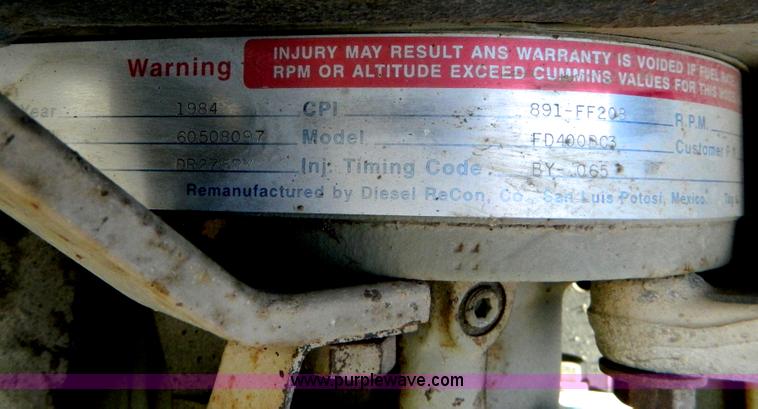 Warning INJURY MAY RESULT ANS WARRANTY IS VOIDED IF FUEL
RPM OR ALTITUDE EXCEED CUMMINS VALUES FOR THIS
Year 1984 CPI 891-FF208 R.P.M.
60508097 Model Customer
Inj. Timing Code BY- .065
Remanufactured by Diesel ReCon, Co., San Luis Potosi, Mexico.
www.purplewave.com